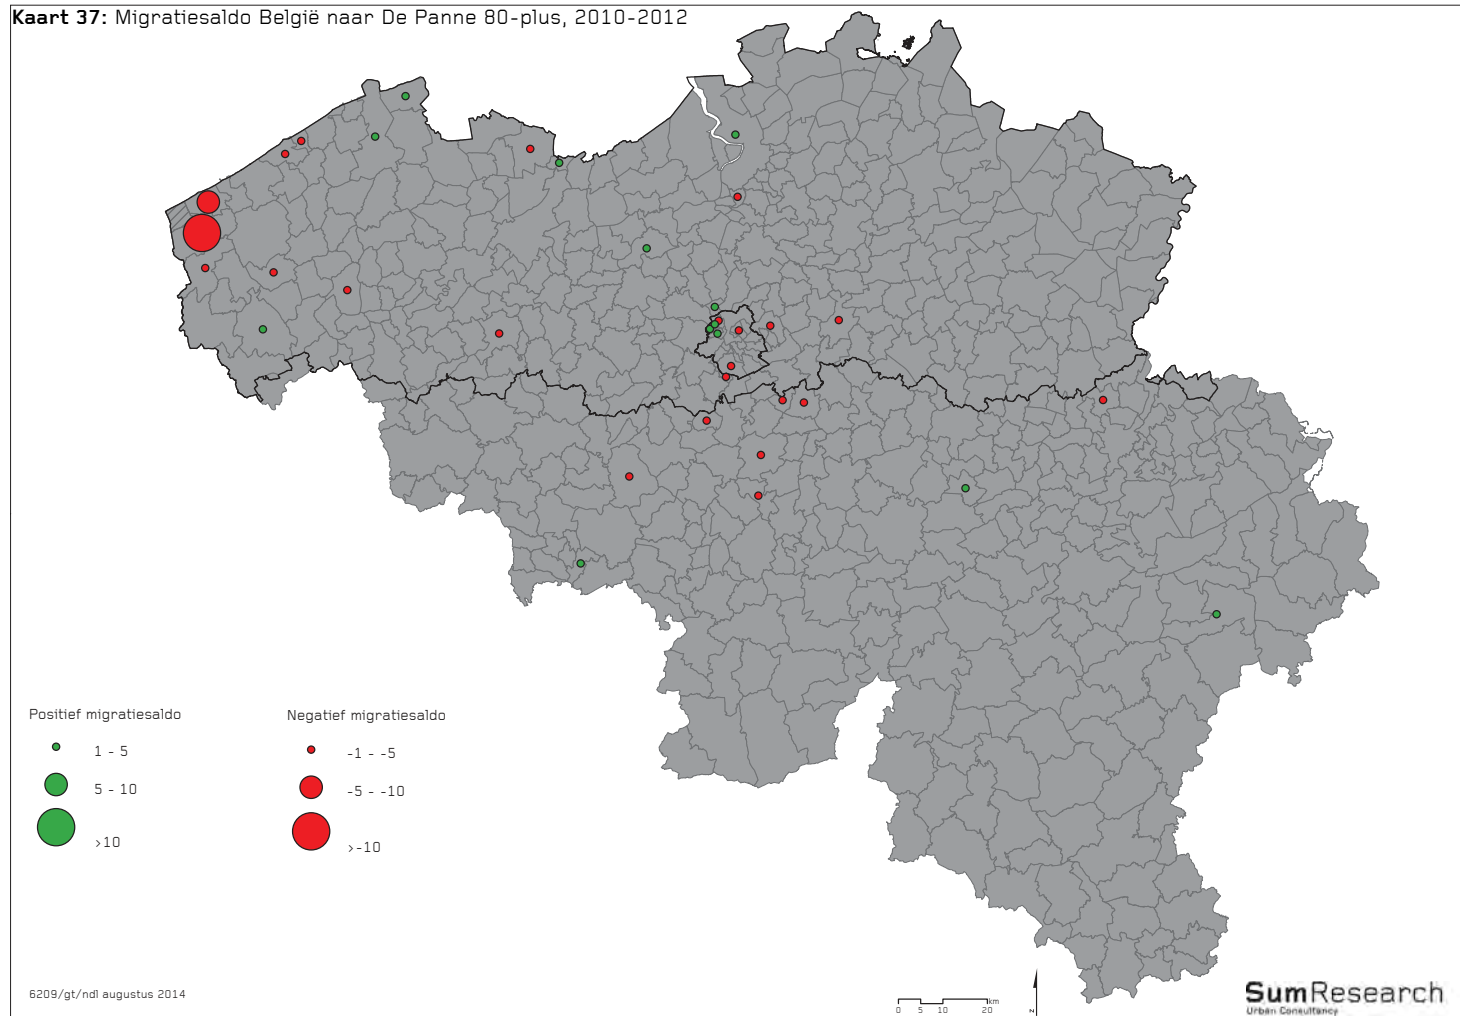 Kaart 37: Migratiesaldo België naar De Panne 80-plus, 2010-2012
Positief migratiesaldo
1 - 5
5 - 10
>10
Negatief migratiesaldo
-1 - -5
-5 - -10
>-10
6209/gt/ndl augustus 2014
0 5 10 20 km
N
SumResearch
Urban Consultancy